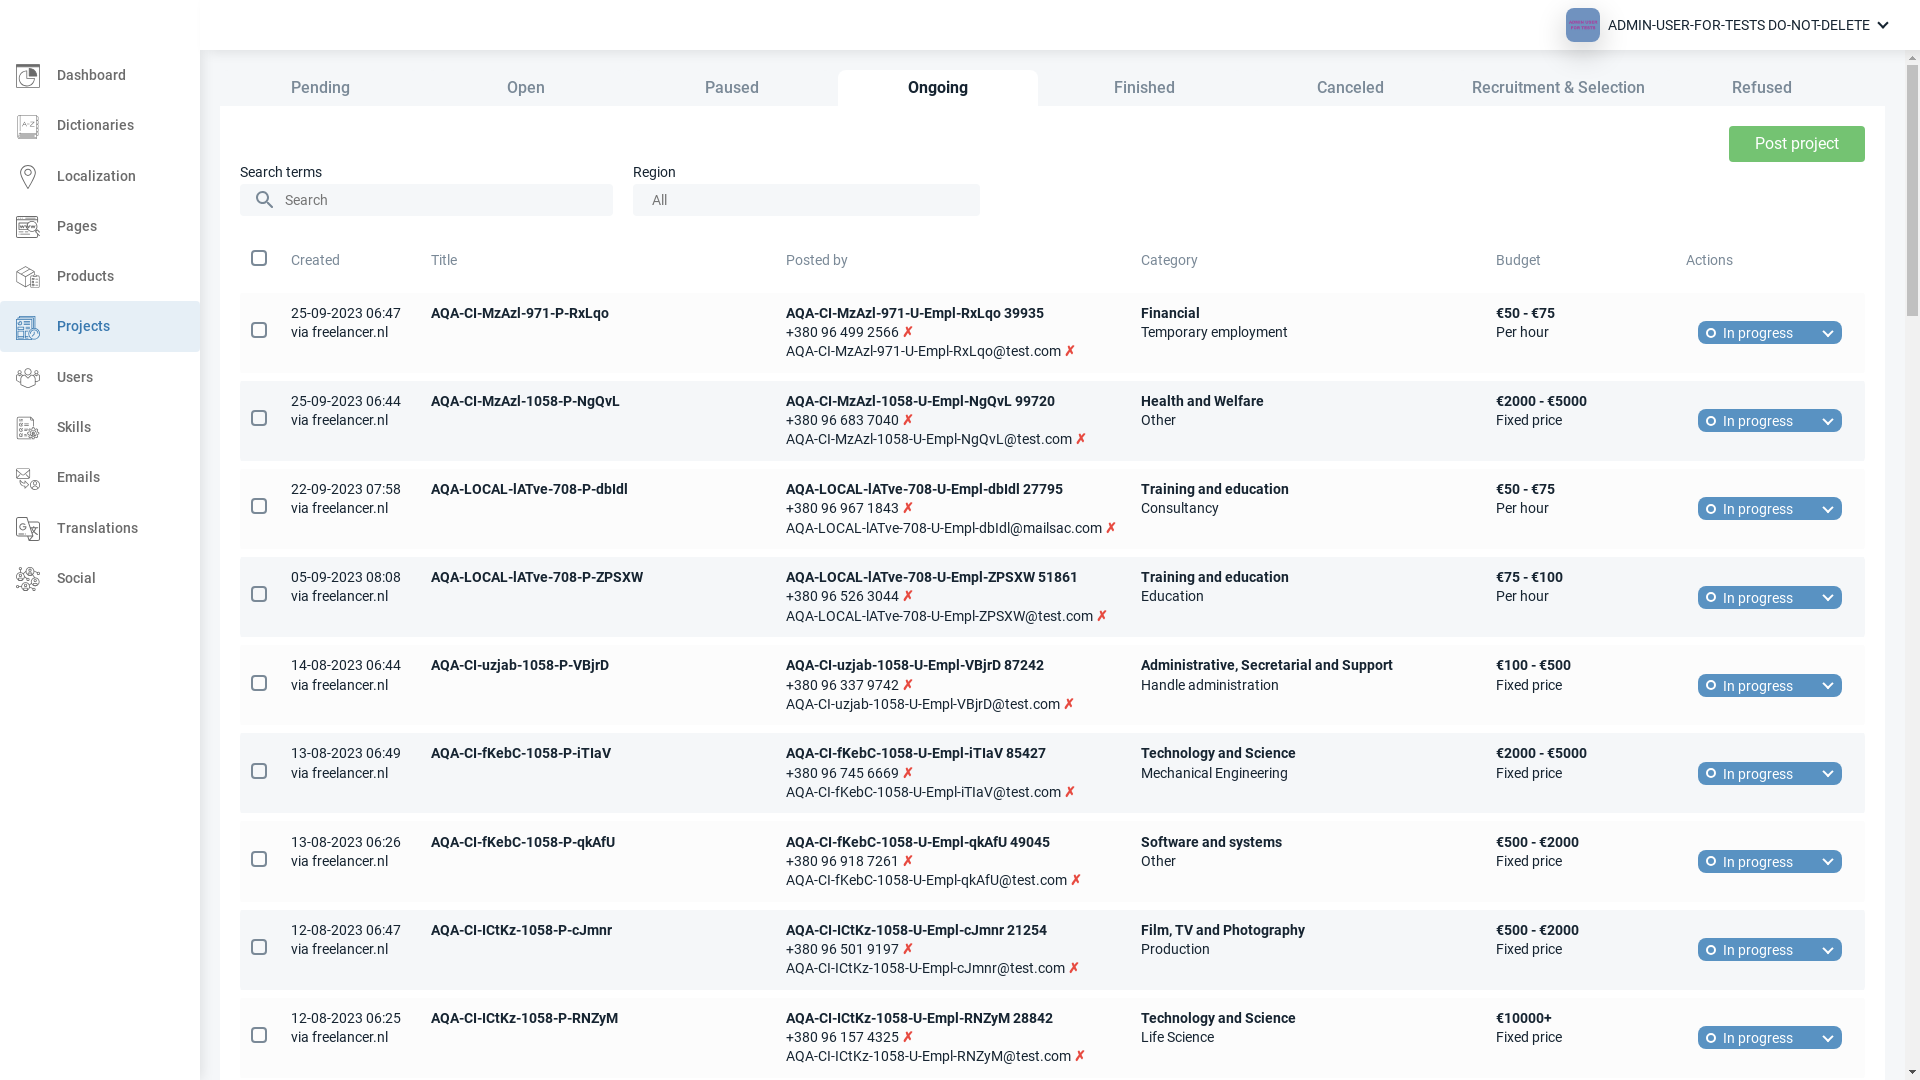 ADMIN-USER-FOR-TESTS DO-NOT-DELETE
Dashboard
Dictionaries
Localization
Pages
Products
Projects
Users
Skills
Emails
Translations
Social
Pending
Open
Paused
Ongoing
Finished
Canceled
Recruitment & Selection
Refused
Post project
Search terms
Search
Region
All
Created
Title
Posted by
Category
Budget
Actions
25-09-2023 06:47
via freelancer.nl
AQA-CI-MzAzl-971-P-RxLqo
AQA-CI-MzAzl-971-U-Empl-RxLqo 39935
+380 96 499 2566 ✗
AQA-CI-MzAzl-971-U-Empl-RxLqo@test.com ✗
Financial
Temporary employment
€50 - €75
Per hour
In progress
25-09-2023 06:44
via freelancer.nl
AQA-CI-MzAzl-1058-P-NgQvL
AQA-CI-MzAzl-1058-U-Empl-NgQvL 99720
+380 96 683 7040 ✗
AQA-CI-MzAzl-1058-U-Empl-NgQvL@test.com ✗
Health and Welfare
Other
€2000 - €5000
Fixed price
In progress
22-09-2023 07:58
via freelancer.nl
AQA-LOCAL-lATve-708-P-dbIdl
AQA-LOCAL-lATve-708-U-Empl-dbIdl 27795
+380 96 967 1843 ✗
AQA-LOCAL-lATve-708-U-Empl-dbIdl@mailsac.com ✗
Training and education
Consultancy
€50 - €75
Per hour
In progress
05-09-2023 08:08
via freelancer.nl
AQA-LOCAL-lATve-708-P-ZPSXW
AQA-LOCAL-lATve-708-U-Empl-ZPSXW 51861
+380 96 526 3044 ✗
AQA-LOCAL-lATve-708-U-Empl-ZPSXW@test.com ✗
Training and education
Education
€75 - €100
Per hour
In progress
14-08-2023 06:44
via freelancer.nl
AQA-CI-uzjab-1058-P-VBjrD
AQA-CI-uzjab-1058-U-Empl-VBjrD 87242
+380 96 337 9742 ✗
AQA-CI-uzjab-1058-U-Empl-VBjrD@test.com ✗
Administrative, Secretarial and Support
Handle administration
€100 - €500
Fixed price
In progress
13-08-2023 06:49
via freelancer.nl
AQA-CI-fKebC-1058-P-iTIaV
AQA-CI-fKebC-1058-U-Empl-iTIaV 85427
+380 96 745 6669 ✗
AQA-CI-fKebC-1058-U-Empl-iTIaV@test.com ✗
Technology and Science
Mechanical Engineering
€2000 - €5000
Fixed price
In progress
13-08-2023 06:26
via freelancer.nl
AQA-CI-fKebC-1058-P-qkAfU
AQA-CI-fKebC-1058-U-Empl-qkAfU 49045
+380 96 918 7261 ✗
AQA-CI-fKebC-1058-U-Empl-qkAfU@test.com ✗
Software and systems
Other
€500 - €2000
Fixed price
In progress
12-08-2023 06:47
via freelancer.nl
AQA-CI-ICtKz-1058-P-cJmnr
AQA-CI-ICtKz-1058-U-Empl-cJmnr 21254
+380 96 501 9197 ✗
AQA-CI-ICtKz-1058-U-Empl-cJmnr@test.com ✗
Film, TV and Photography
Production
€500 - €2000
Fixed price
In progress
12-08-2023 06:25
via freelancer.nl
AQA-CI-ICtKz-1058-P-RNZyM
AQA-CI-ICtKz-1058-U-Empl-RNZyM 28842
+380 96 157 4325 ✗
AQA-CI-ICtKz-1058-U-Empl-RNZyM@test.com ✗
Technology and Science
Life Science
€10000+
Fixed price
In progress